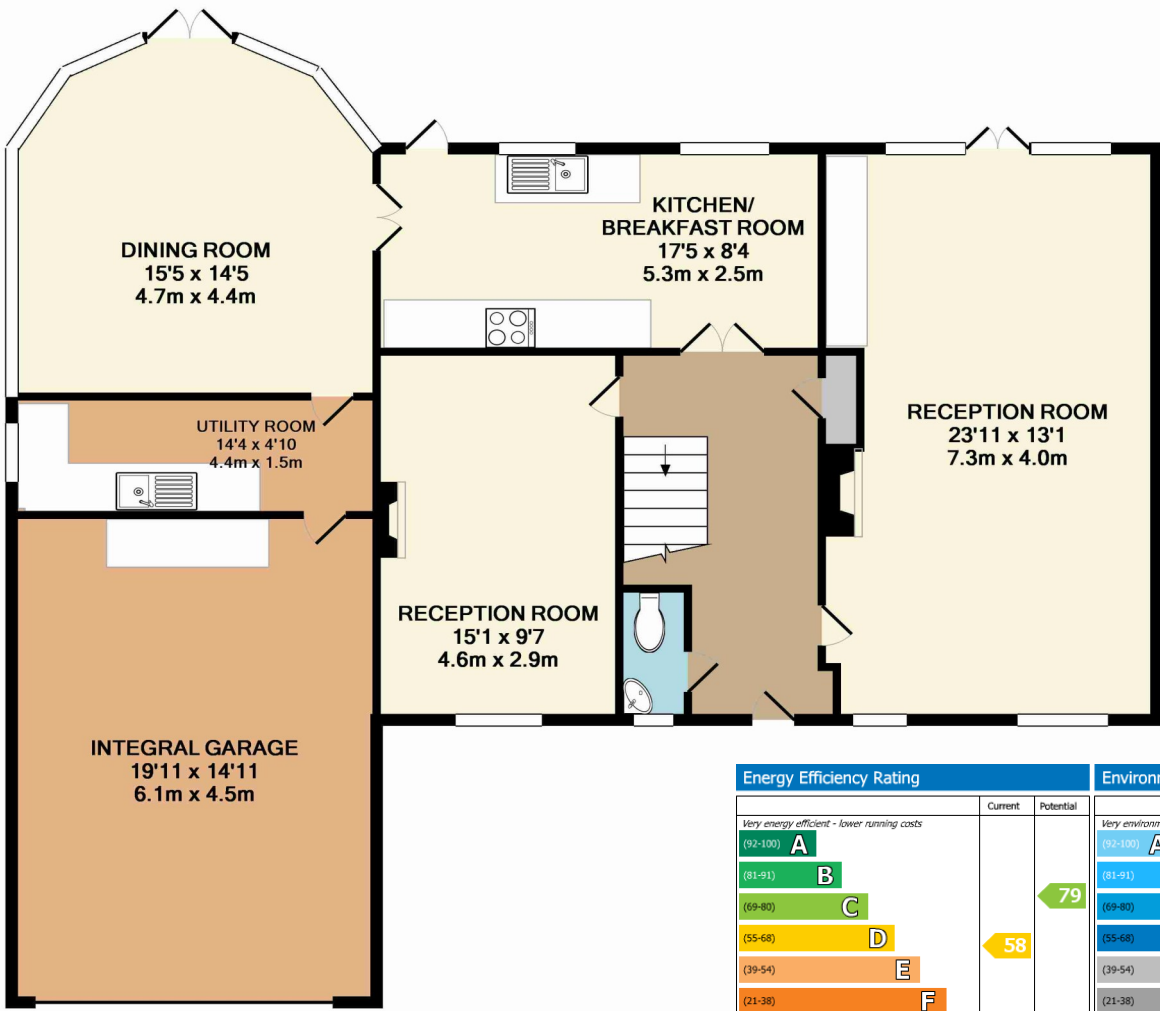 DINING ROOM
15'5 x 14'5
4.7m x 4.4m
KITCHEN/
BREAKFAST ROOM
17'5 x 8'4
5.3m x 2.5m
UTILITY ROOM
14'4 x 4'10
4.4m x 1.5m
RECEPTION ROOM
23'11 x 13'1
7.3m x 4.0m
RECEPTION ROOM
15'1 x 9'7
4.6m x 2.9m
INTEGRAL GARAGE
19'11 x 14'11
6.1m x 4.5m
Energy Efficiency Rating
Current Potential
Very energy efficient - lower running costs
(92-100) A
(81-91) B
(69-80) C
79
(55-68) D
58
(39-54) E
(21-38) F
Environm
Very environm
(92-100) A
(81-91)
(69-80)
(55-68)
(39-54)
(21-38)